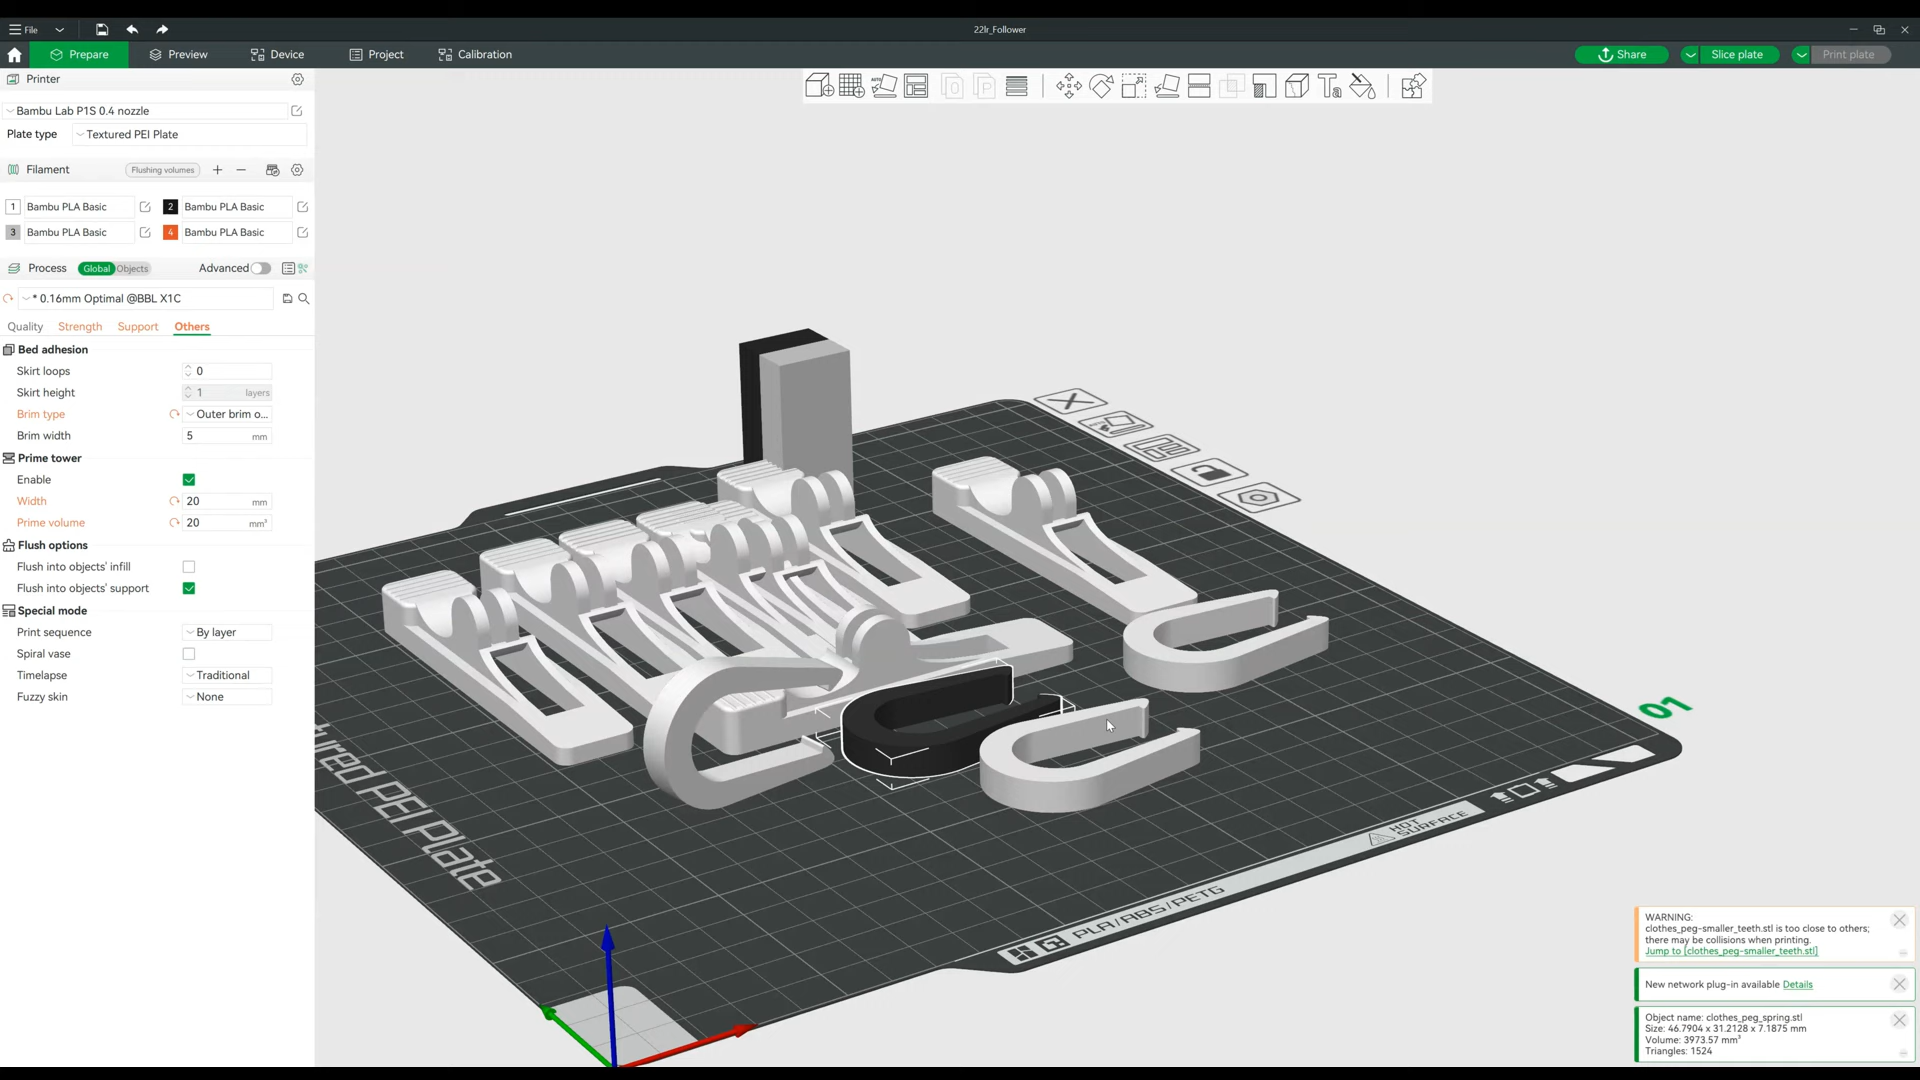 File
22lr_Follower
Prepare
Preview
Device
Project
Calibration
Share
Slice plate
Print plate
Printer
Bambu Lab P1S 0.4 nozzle
Plate type
Textured PEI Plate
Filament
Flushing volumes
1 Bambu PLA Basic
2 Bambu PLA Basic
3 Bambu PLA Basic
4 Bambu PLA Basic
Process
Global Objects
Advanced
* 0.16mm Optimal @BBL X1C
Quality
Strength
Support
Others
Bed adhesion
Skirt loops 0
Skirt height 1 layers
Brim type Outer brim o...
Brim width 5 mm
Prime tower
Enable
Width 20 mm
Prime volume 20 mm³
Flush options
Flush into objects' infill
Flush into objects' support
Special mode
Print sequence By layer
Spiral vase
Timelapse Traditional
Fuzzy skin None
AUTO
01
tured PEI Plate
HOT SURFACE
PLA/ABS/PETG
WARNING:
clothes_peg-smaller_teeth.stl is too close to others;
there may be collisions when printing.
Jump to [clothes_peg-smaller_teeth.stl]
New network plug-in available Details
Object name: clothes_peg_spring.stl
Size: 46.7904 x 31.2128 x 7.1875 mm
Volume: 3973.57 mm³
Triangles: 1524